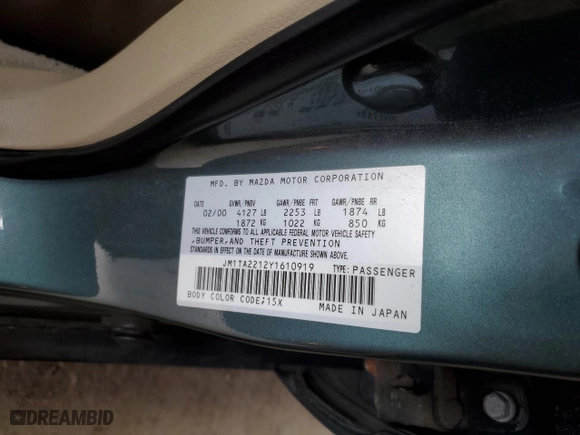 MFD. BY MAZDA MOTOR CORPORATION
DATE GVWR/PNBV GAWR/PNBE FRT GAWR/PNBE RR
02/00 4127 LB 2253 LB 1874 LB
1872 KG 1022 KG 850 KG
THIS VEHICLE CONFORMS TO ALL
APPLICABLE FEDERAL MOTOR VEHICLE SAFETY
,BUMPER,AND THEFT PREVENTION
STANDARDS IN EFFECT ON THE DATE OF MANUFACTURE SHOWN ABOVE.
JM1TA2212Y1610919 TYPE: PASSENGER
BODY COLOR CODE;15X MADE IN JAPAN
DREAMBID